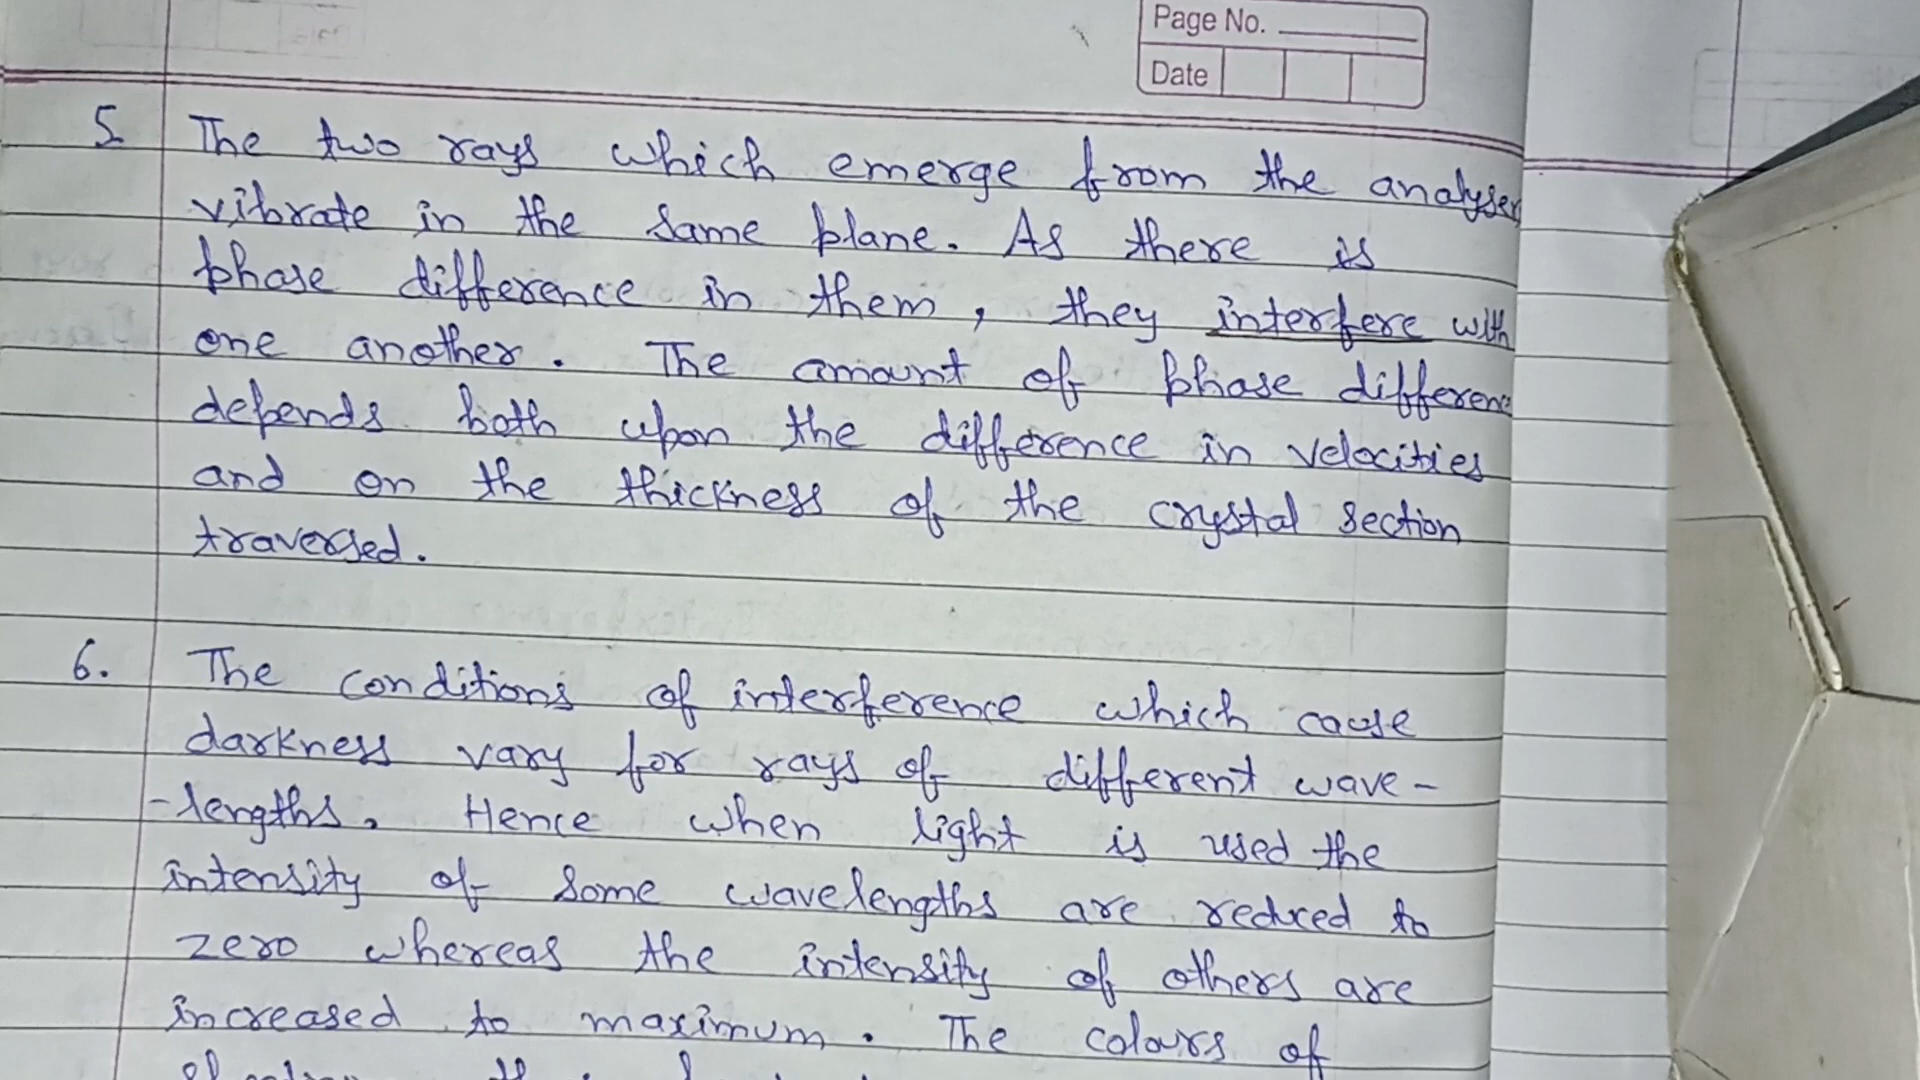 Page No.
Date
5. The two rays which emerge from the analyser
vibrate in the same plane. As there is
phase difference in them, they interfere with
one another. The amount of phase differenc
depends both upon the difference in velocities
and on the thickness of the crystal section
traversed.
6. The conditions of interference which cause
darkness vary for rays of different wave-
-lengths. Hence when light is used the
intensity of some wavelengths are reduced to
zero whereas the intensity of others are
increased to maximum. The colours of